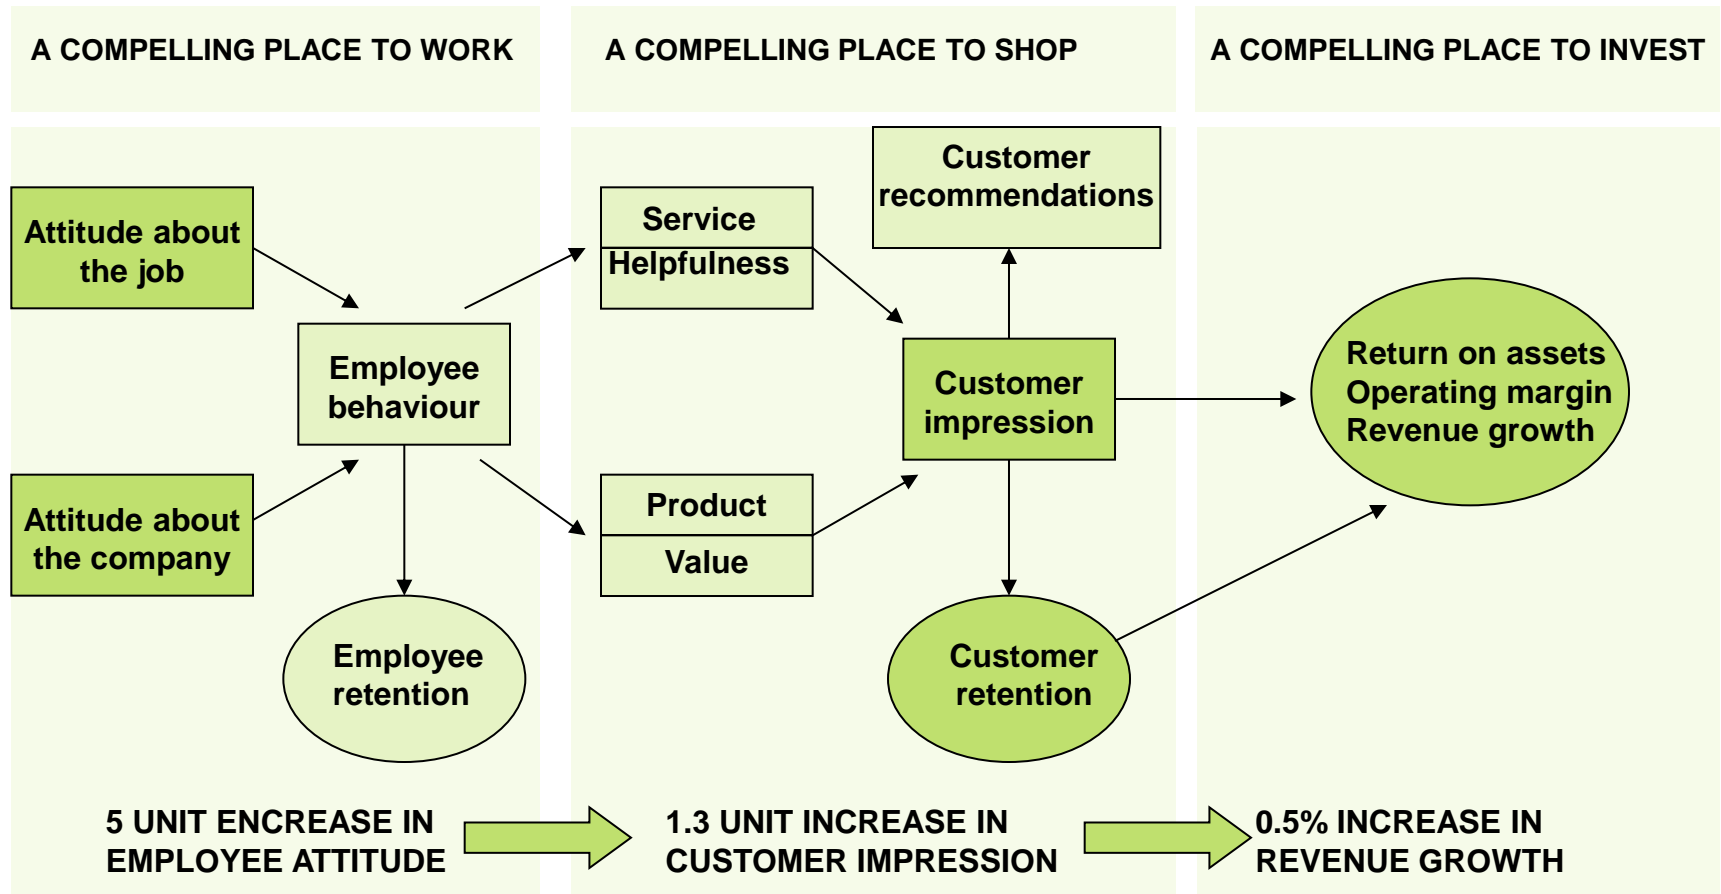 A COMPELLING PLACE TO WORK
A COMPELLING PLACE TO SHOP
A COMPELLING PLACE TO INVEST
Attitude about
the job
Attitude about
the company
Employee
behaviour
Employee
retention
Service
Helpfulness
Product
Value
Customer
recommendations
Customer
impression
Customer
retention
Return on assets
Operating margin
Revenue growth
5 UNIT ENCREASE IN
EMPLOYEE ATTITUDE
1.3 UNIT INCREASE IN
CUSTOMER IMPRESSION
0.5% INCREASE IN
REVENUE GROWTH